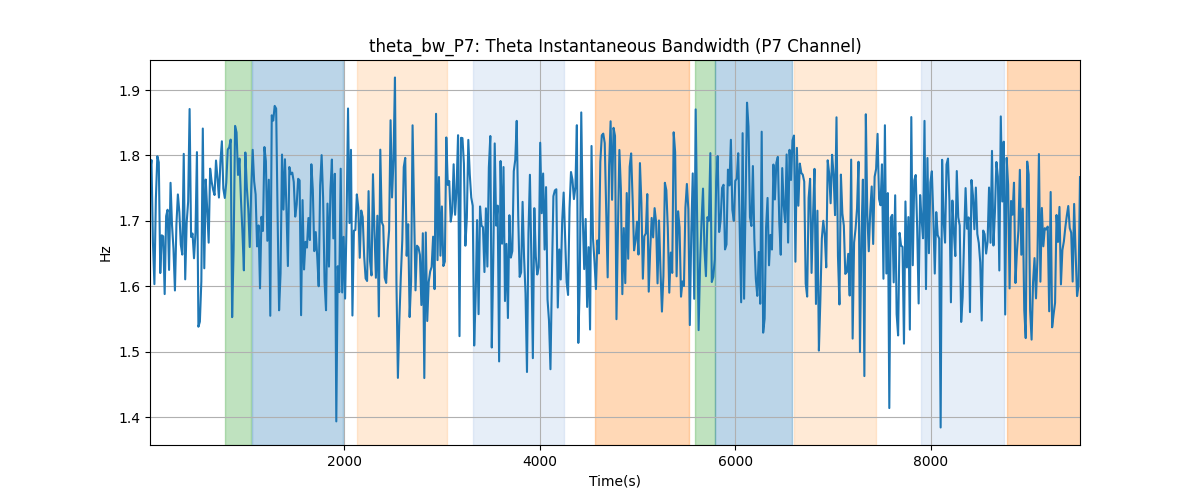 theta_bw_P7: Theta Instantaneous Bandwidth (P7 Channel)
1.9
1.8
1.7
1.6
1.5
1.4
Hz
2000 4000 6000 8000
Time(s)